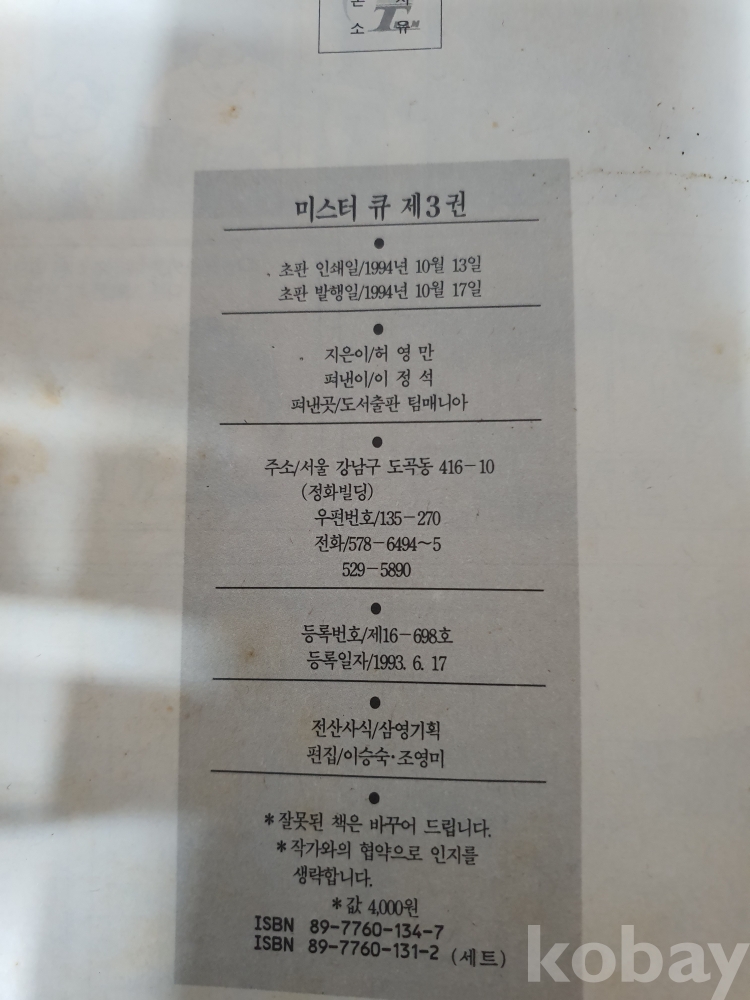 소 유
미스터 큐 제3권
초판 인쇄일/1994년 10월 13일
초판 발행일/1994년 10월 17일
지은이/허 영 만
펴낸이/이 정 석
펴낸곳/도서출판 팀매니아
주소/서울 강남구 도곡동 416-10
(정화빌딩)
우편번호/135-270
전화/578-6494~5
529-5890
등록번호/제16-698호
등록일자/1993. 6. 17
전산사식/삼영기획
편집/이승숙·조영미
*잘못된 책은 바꾸어 드립니다.
*작가와의 협약으로 인지를
생략합니다.
*값 4,000원
ISBN 89-7760-134-7
ISBN 89-7760-131-2 (세트)
kobay